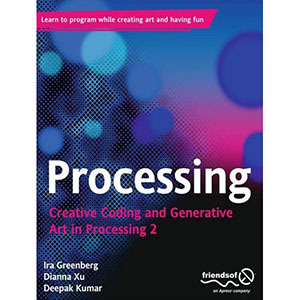 Learn to program while creating art and having fun
Processing
Creative Coding and Generative
Art in Processing 2
Ira Greenberg
Dianna Xu
Deepak Kumar
friendsof
an Apress company